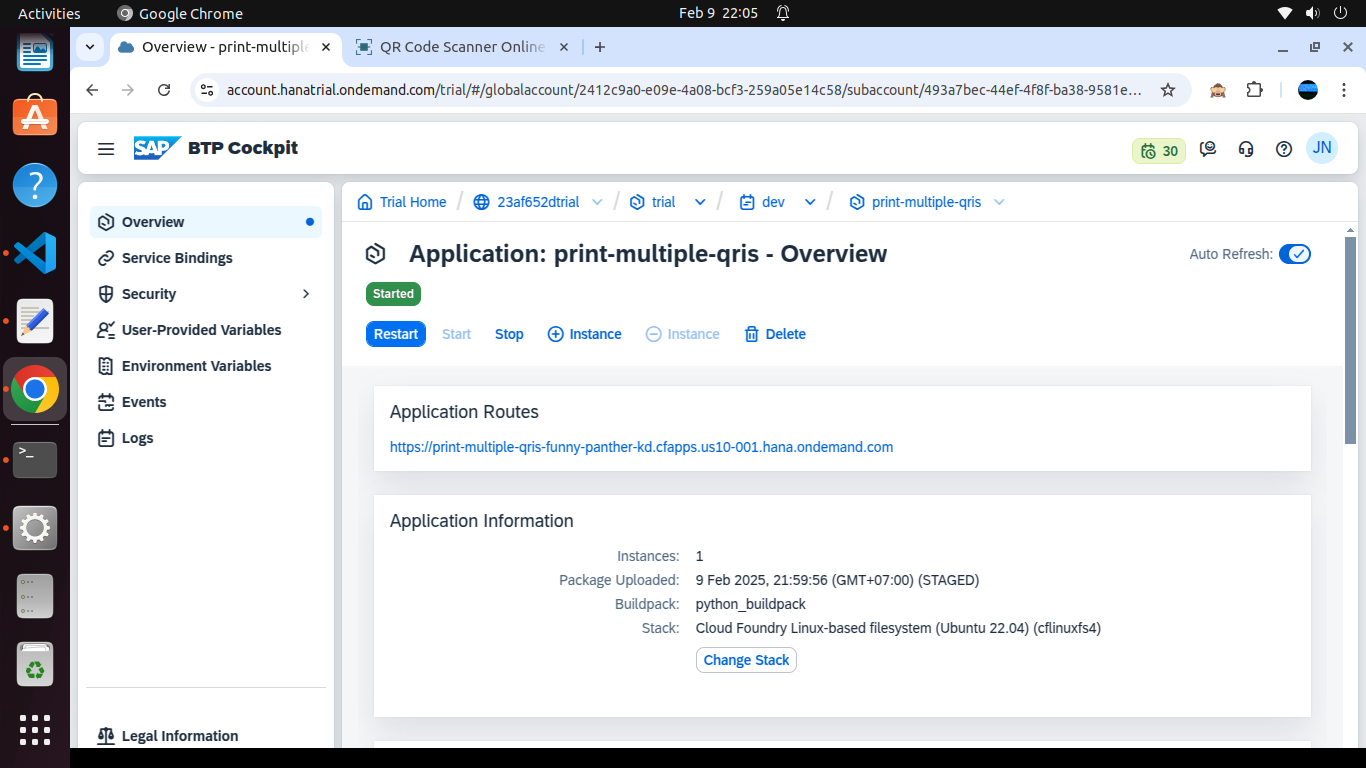 Activities Google Chrome Feb 9 22:05
Overview - print-multiple QR Code Scanner Online
account.hanatrial.ondemand.com/trial/#/globalaccount/2412c9a0-e09e-4a08-bcf3-259a05e14c58/subaccount/493a7bec-44ef-4f8f-ba38-9581e...
SAP BTP Cockpit 30 JN
Overview
Service Bindings
Security
User-Provided Variables
Environment Variables
Events
Logs
Legal Information
Trial Home / 23af652dtrial / trial / dev / print-multiple-qris
Application: print-multiple-qris - Overview
Auto Refresh:
Started
Restart Start Stop Instance Instance Delete
Application Routes
https://print-multiple-qris-funny-panther-kd.cfapps.us10-001.hana.ondemand.com
Application Information
Instances: 1
Package Uploaded: 9 Feb 2025, 21:59:56 (GMT+07:00) (STAGED)
Buildpack: python_buildpack
Stack: Cloud Foundry Linux-based filesystem (Ubuntu 22.04) (cflinuxfs4)
Change Stack